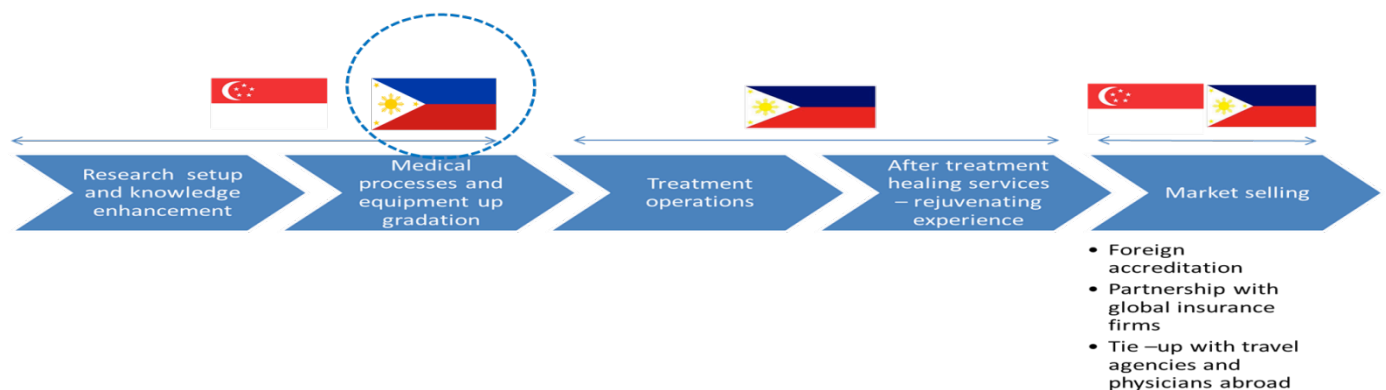 Research setup
and knowledge
enhancement
Medical
processes and
equipment up
gradation
Treatment
operations
After treatment
healing services
– rejuvenating
experience
Market selling
• Foreign
accreditation
• Partnership with
global insurance
firms
• Tie –up with travel
agencies and
physicians abroad